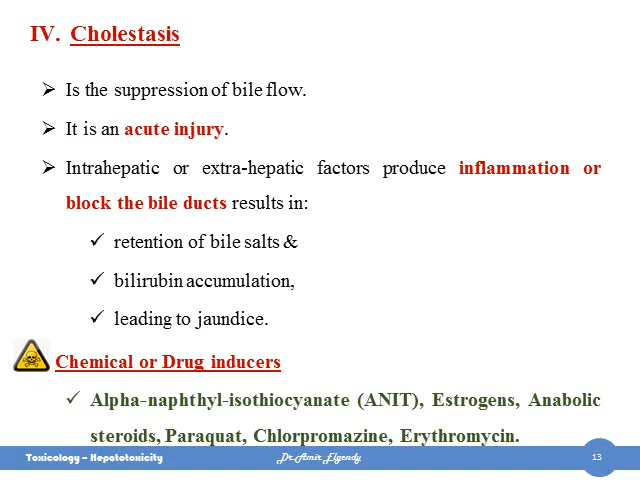 IV. Cholestasis
➢ Is the suppression of bile flow.
➢ It is an acute injury.
➢ Intrahepatic or extra-hepatic factors produce inflammation or
block the bile ducts results in:
✓ retention of bile salts &
✓ bilirubin accumulation,
✓ leading to jaundice.
Chemical or Drug inducers
✓ Alpha-naphthyl-isothiocyanate (ANIT), Estrogens, Anabolic
steroids, Paraquat, Chlorpromazine, Erythromycin.
Toxicology – Hepatotoxicity Dr. Amir Elgendy 13